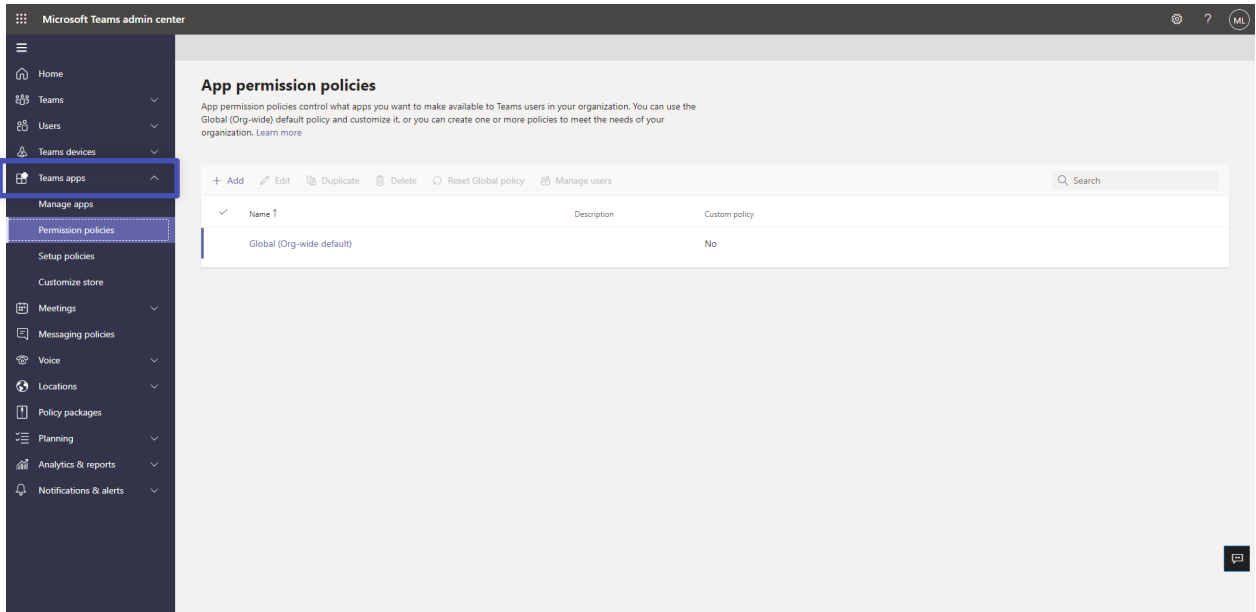 Microsoft Teams admin center
?
ML
Home
Teams
Users
Teams devices
Teams apps
Manage apps
Permission policies
Setup policies
Customize store
Meetings
Messaging policies
Voice
Locations
Policy packages
Planning
Analytics & reports
Notifications & alerts
App permission policies
App permission policies control what apps you want to make available to Teams users in your organization. You can use the
Global (Org-wide) default policy and customize it, or you can create one or more policies to meet the needs of your
organization. Learn more
+ Add Edit Duplicate Delete Reset Global policy Manage users Search
Name ↑ Description Custom policy
Global (Org-wide default) No